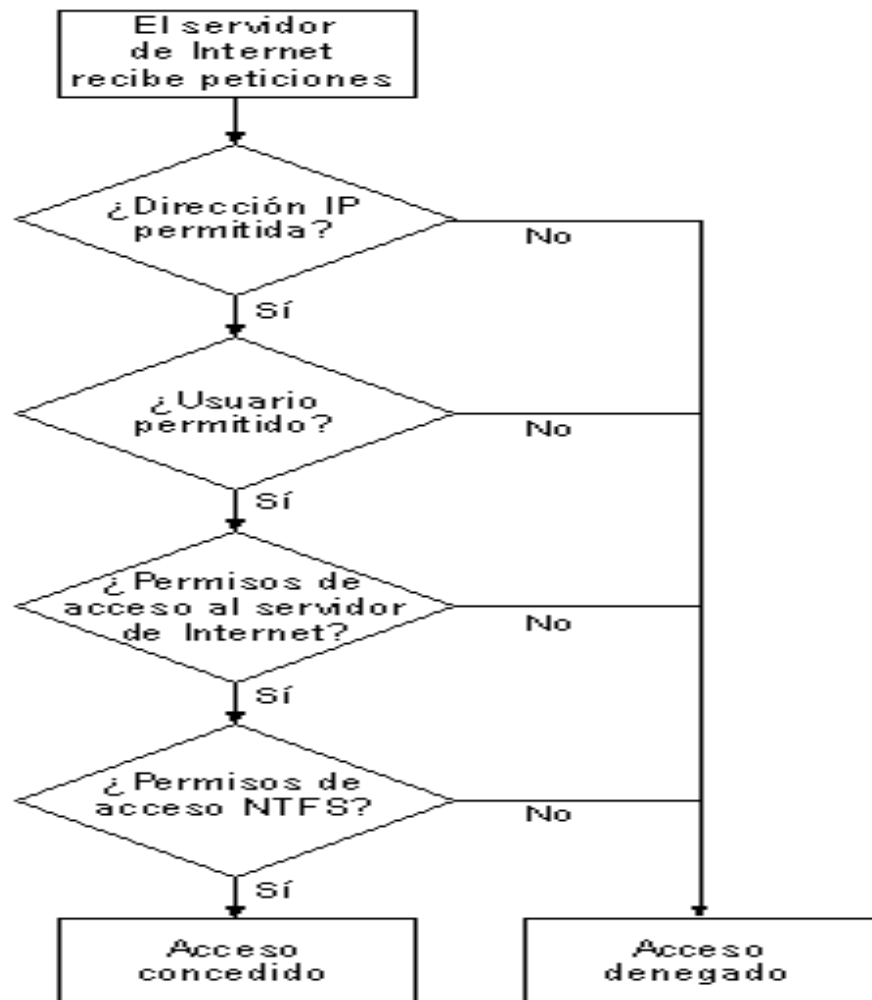 El servidor
de Internet
recibe peticiones
¿Dirección IP
permitida?
No
Sí
¿Usuario
permitido?
No
Sí
¿Permisos de
acceso al servidor
de Internet?
No
Sí
¿Permisos de
acceso NTFS?
No
Sí
Acceso
concedido
Acceso
denegado